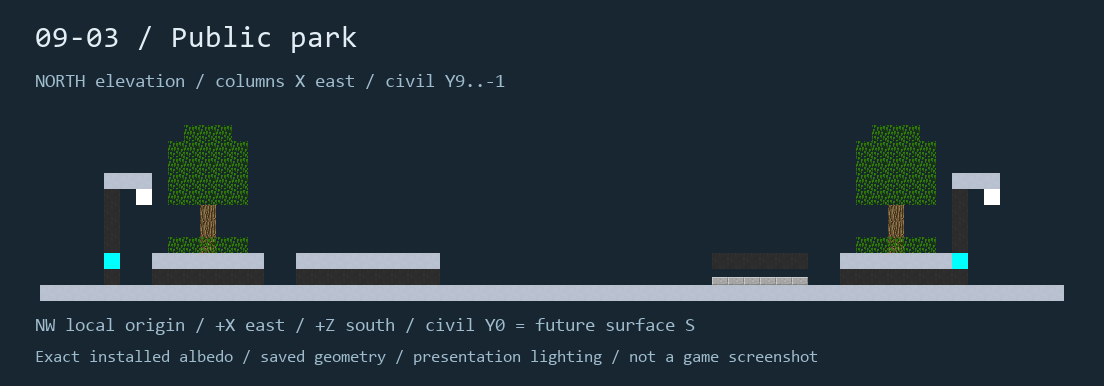 09-03 / Public park
NORTH elevation / columns X east / civil Y9..-1
NW local origin / +X east / +Z south / civil Y0 = future surface S
Exact installed albedo / saved geometry / presentation lighting / not a game screenshot